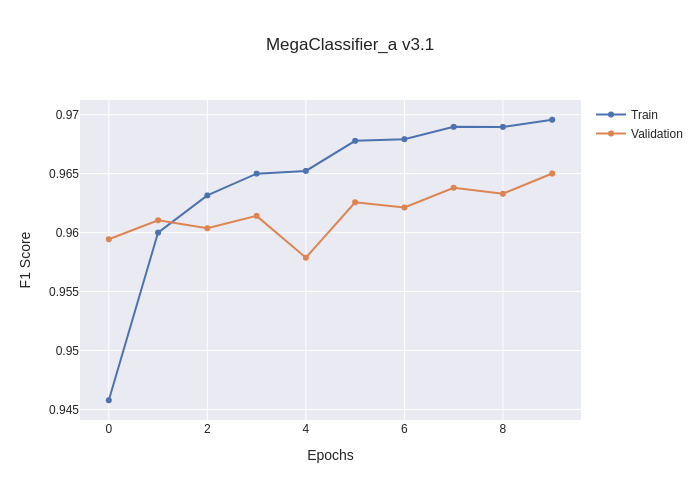 MegaClassifier_a v3.1
0.97
0.965
0.96
0.955
0.95
0.945
F1 Score
0 2 4 6 8
Epochs
Train
Validation